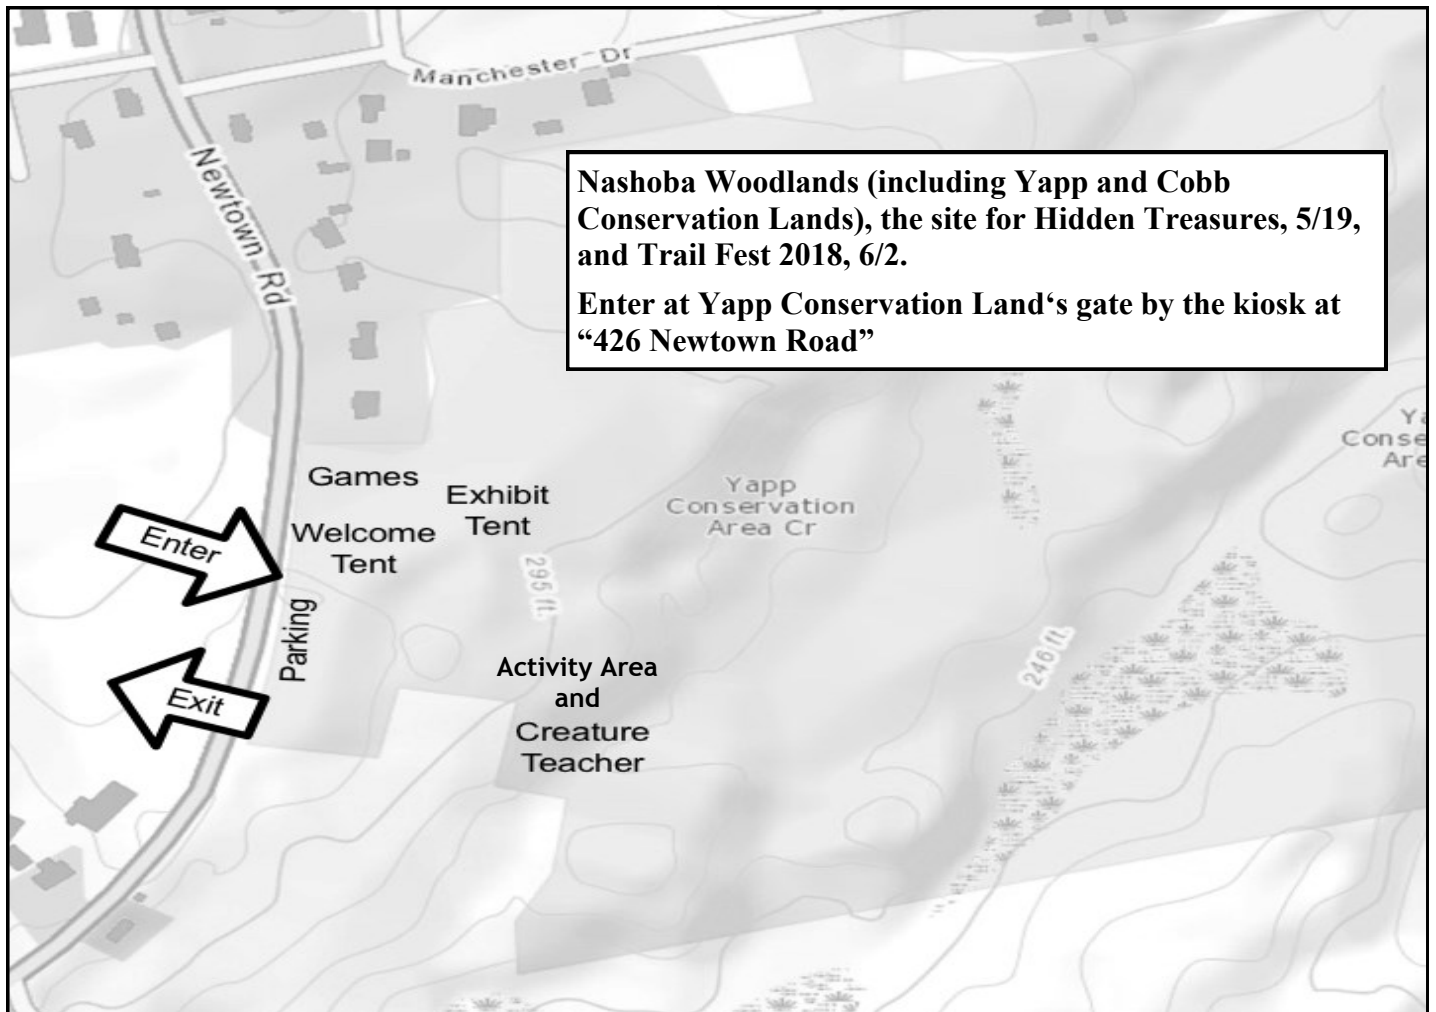 Manchester Dr
Newtown Rd
Nashoba Woodlands (including Yapp and Cobb
Conservation Lands), the site for Hidden Treasures, 5/19,
and Trail Fest 2018, 6/2.
Enter at Yapp Conservation Land‘s gate by the kiosk at
“426 Newtown Road”
Ya
Conse
Are
Games
Exhibit
Tent
Yapp
Conservation
Area Cr
Enter
Welcome
Tent
295 ft.
Parking
246 ft.
Exit
Activity Area
and
Creature
Teacher